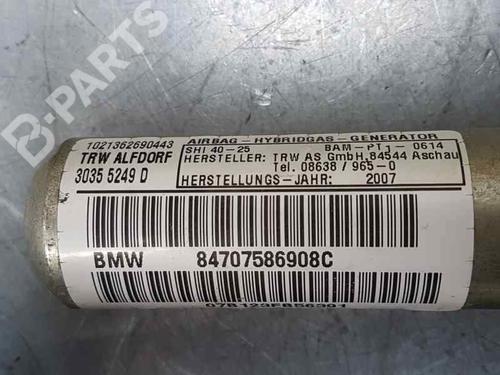 B-PARTS
1021362690443
TRW ALFDORF
3035 5249 D
AIRBAG - HYBRIDGAS - GENERATOR
SHI 40-25 BAM-PT1-0614
HERSTELLER: TRW AS GmbH, 84544 Aschau
Tel. 08638 / 965-0
HERSTELLUNGS-JAHR: 2007
BMW 84707586908C